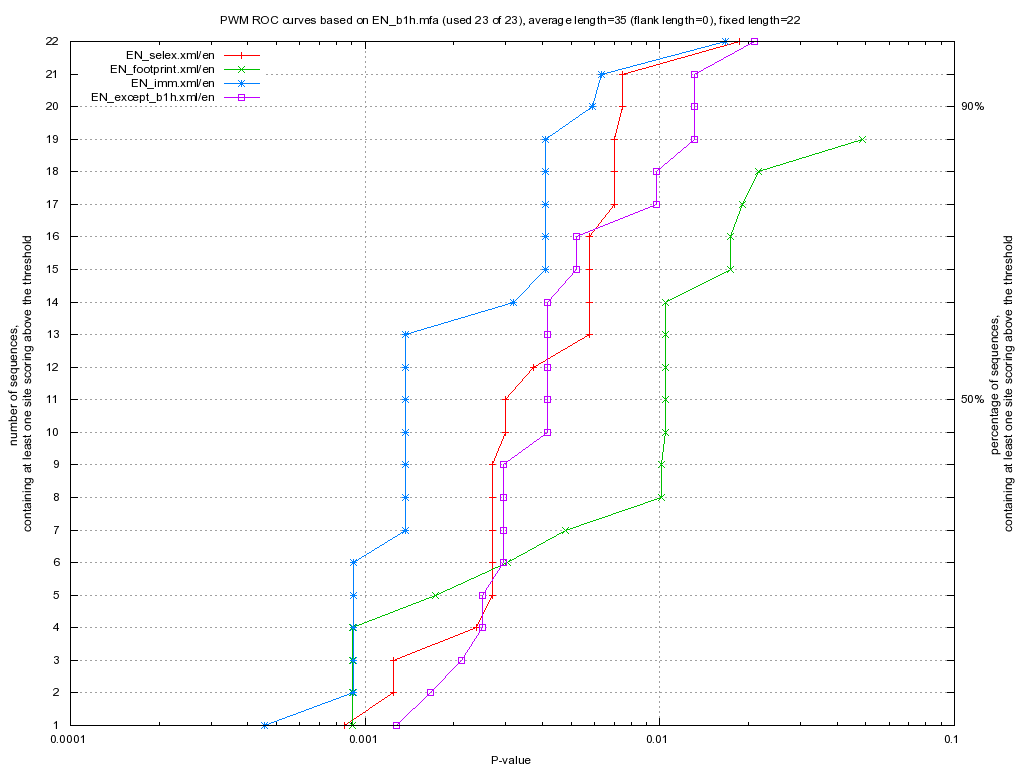 PWM ROC curves based on EN_b1h.mfa (used 23 of 23), average length=35 (flank length=0), fixed length=22
EN_selex.xml/en
EN_footprint.xml/en
EN_imm.xml/en
EN_except_b1h.xml/en
22
21
20
19
18
17
16
15
14
13
12
11
10
9
8
7
6
5
4
3
2
1
number of sequences,
containing at least one site scoring above the threshold
90%
50%
percentage of sequences,
containing at least one site scoring above the threshold
0.0001
0.001
0.01
0.1
P-value